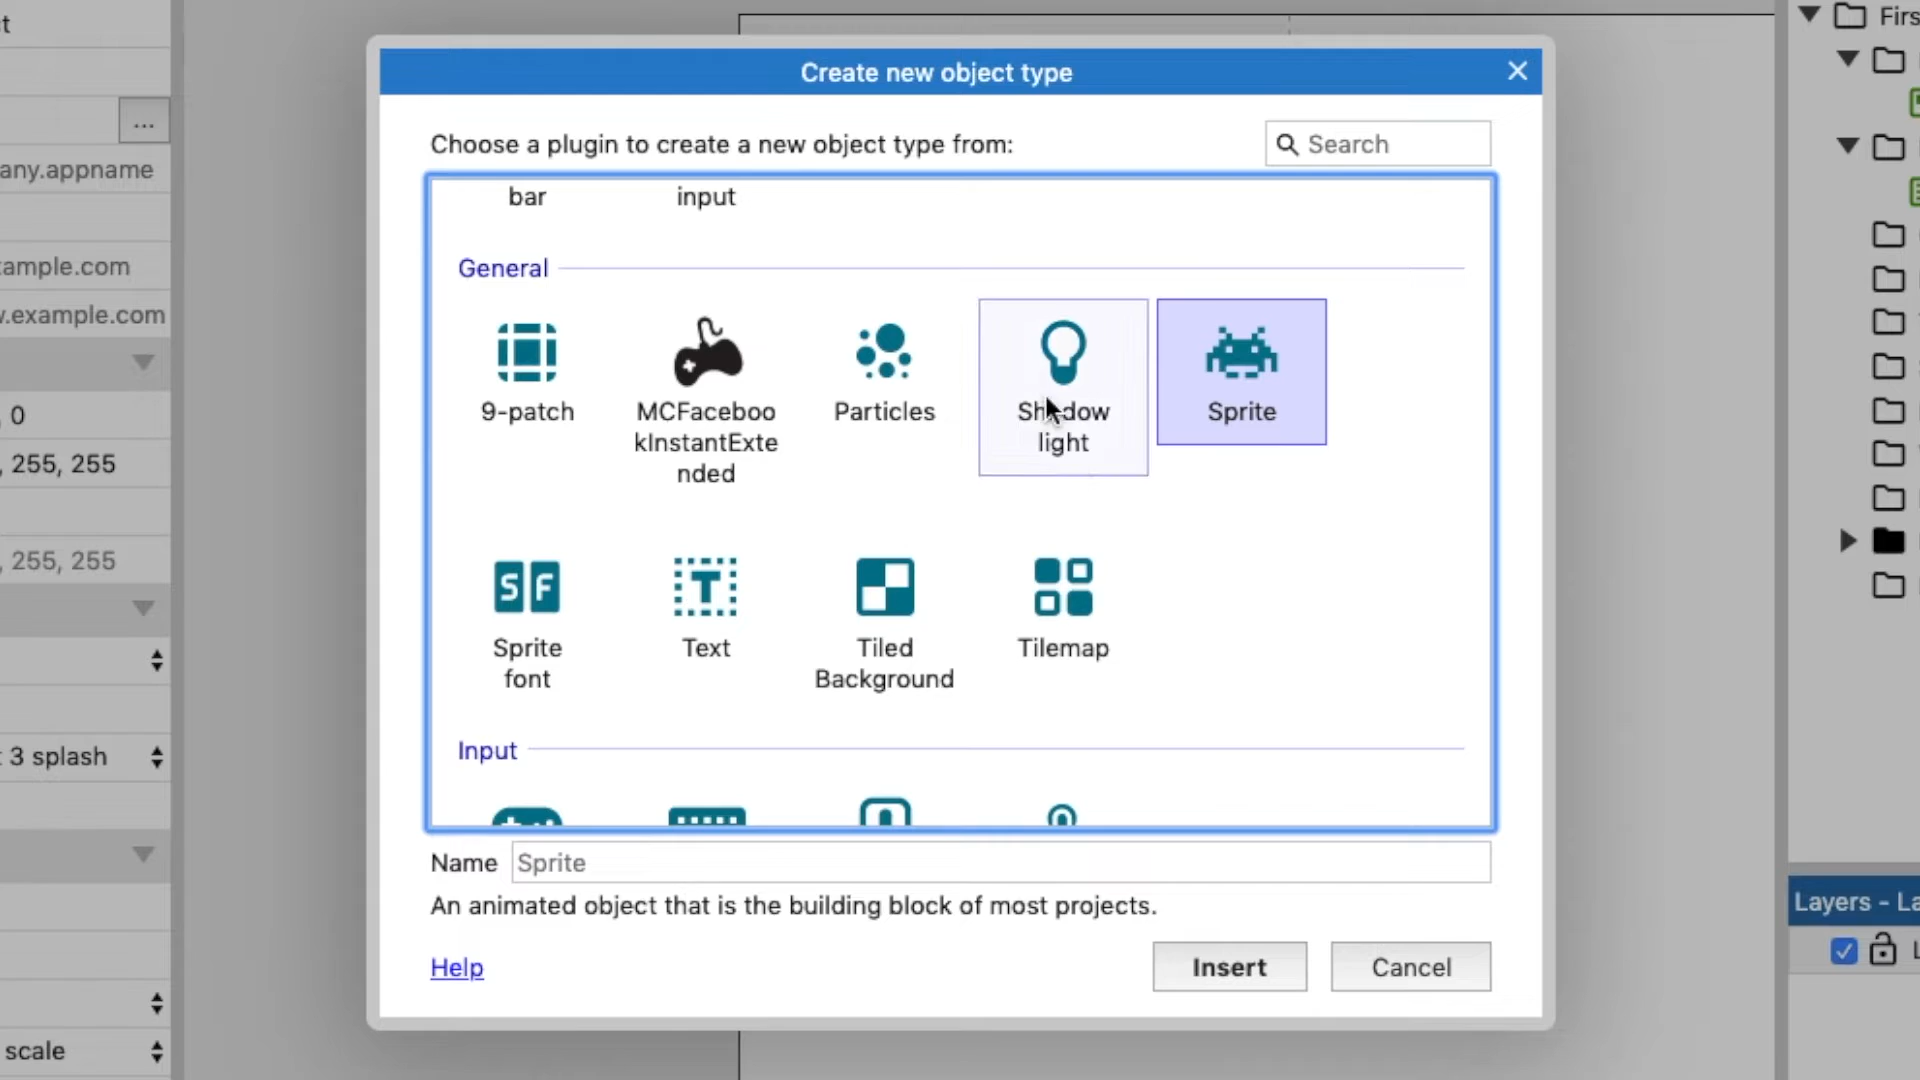 Create new object type
Choose a plugin to create a new object type from:
Search
bar
input
General
9-patch
MCFaceboo
kInstantExte
nded
Particles
Shadow
light
Sprite
SF
Sprite
font
T
Text
Tiled
Background
Tilemap
Input
Name
Sprite
An animated object that is the building block of most projects.
Help
Insert
Cancel
t
...
any.appname
ample.com
.example.com
, 0
, 255, 255
, 255, 255
3 splash
scale
Firs
Layers - La
L